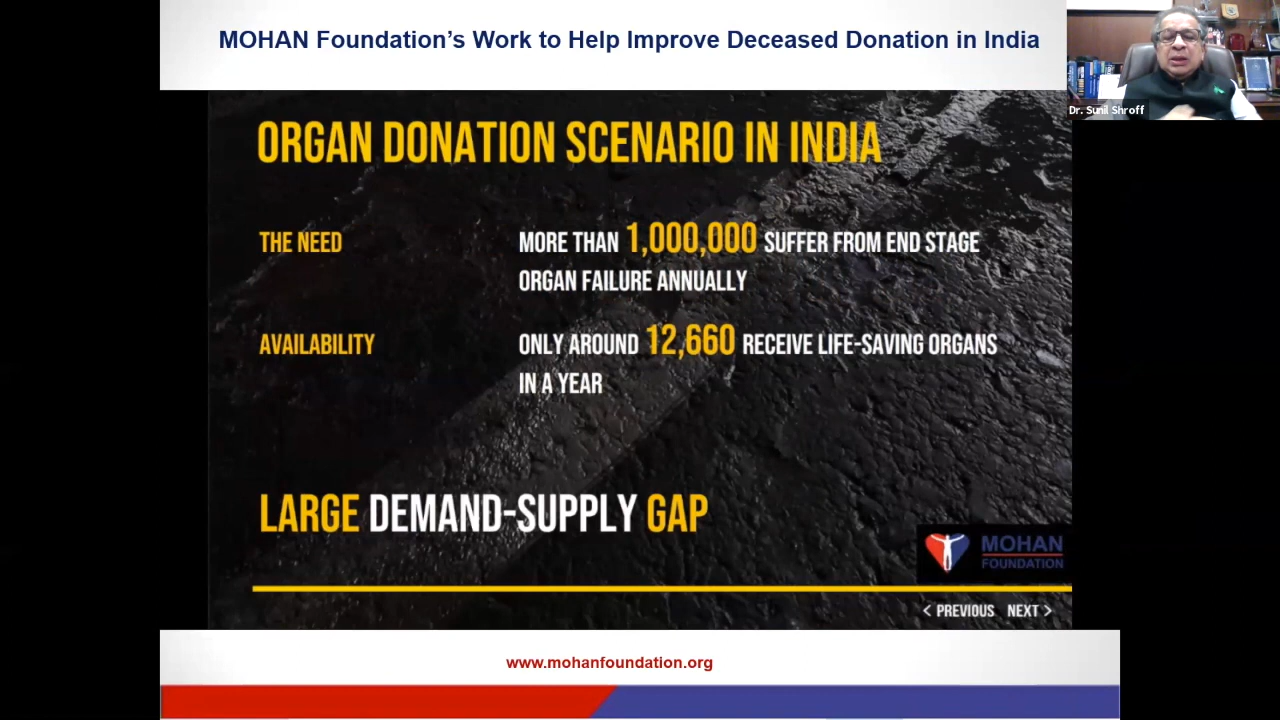 MOHAN Foundation’s Work to Help Improve Deceased Donation in India
Dr. Sunil Shroff
ORGAN DONATION SCENARIO IN INDIA
THE NEED
MORE THAN 1,000,000 SUFFER FROM END STAGE
ORGAN FAILURE ANNUALLY
AVAILABILITY
ONLY AROUND 12,660 RECEIVE LIFE-SAVING ORGANS
IN A YEAR
LARGE DEMAND-SUPPLY GAP
MOHAN
FOUNDATION
< PREVIOUS NEXT >
www.mohanfoundation.org